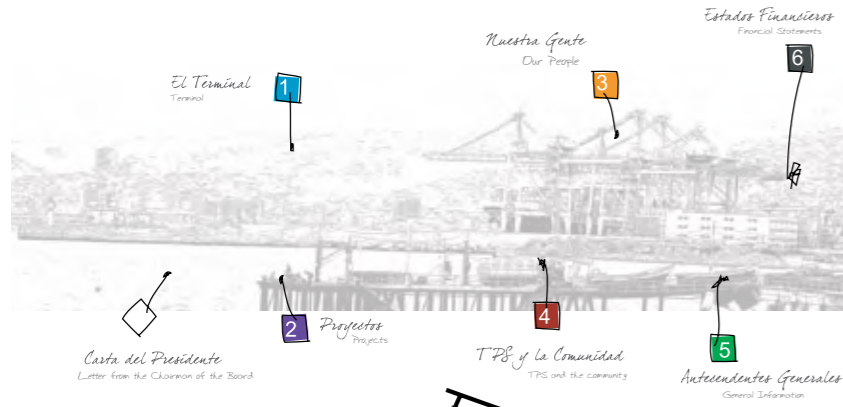 Estados Financieros
Financial Statements
6
Nuestra Gente
Our People
3
El Terminal
Terminal
1
Carta del Presidente
Letter from the Chairman of the Board
2
Proyectos
Projects
4
TPS y la Comunidad
TPS and the community
5
Antecendentes Generales
General Information